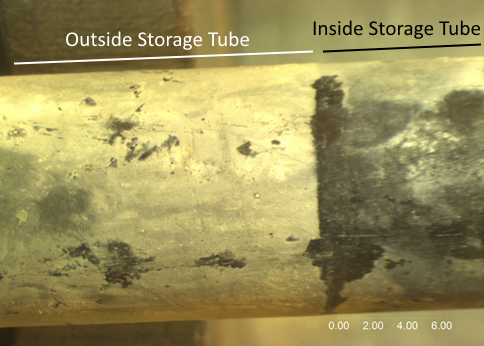 Inside Storage Tube
Outside Storage Tube
0.00 2.00 4.00 6.00